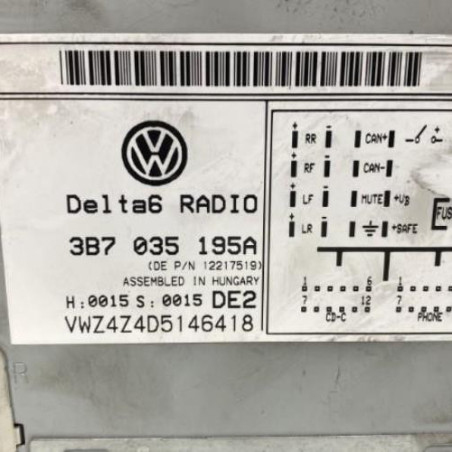 Delta6 RADIO
3B7 035 195A
(DE P/N 12217519)
ASSEMBLED IN HUNGARY
H:0015 S:0015 DE2
VWZ4Z4D5146418
+ RR - CAN+
+ RF - CAN-
+ LF - MUTE +UB
+ LR - +SAFE
FUS
1 6 1
7 12 7
CD-C PHONE
R